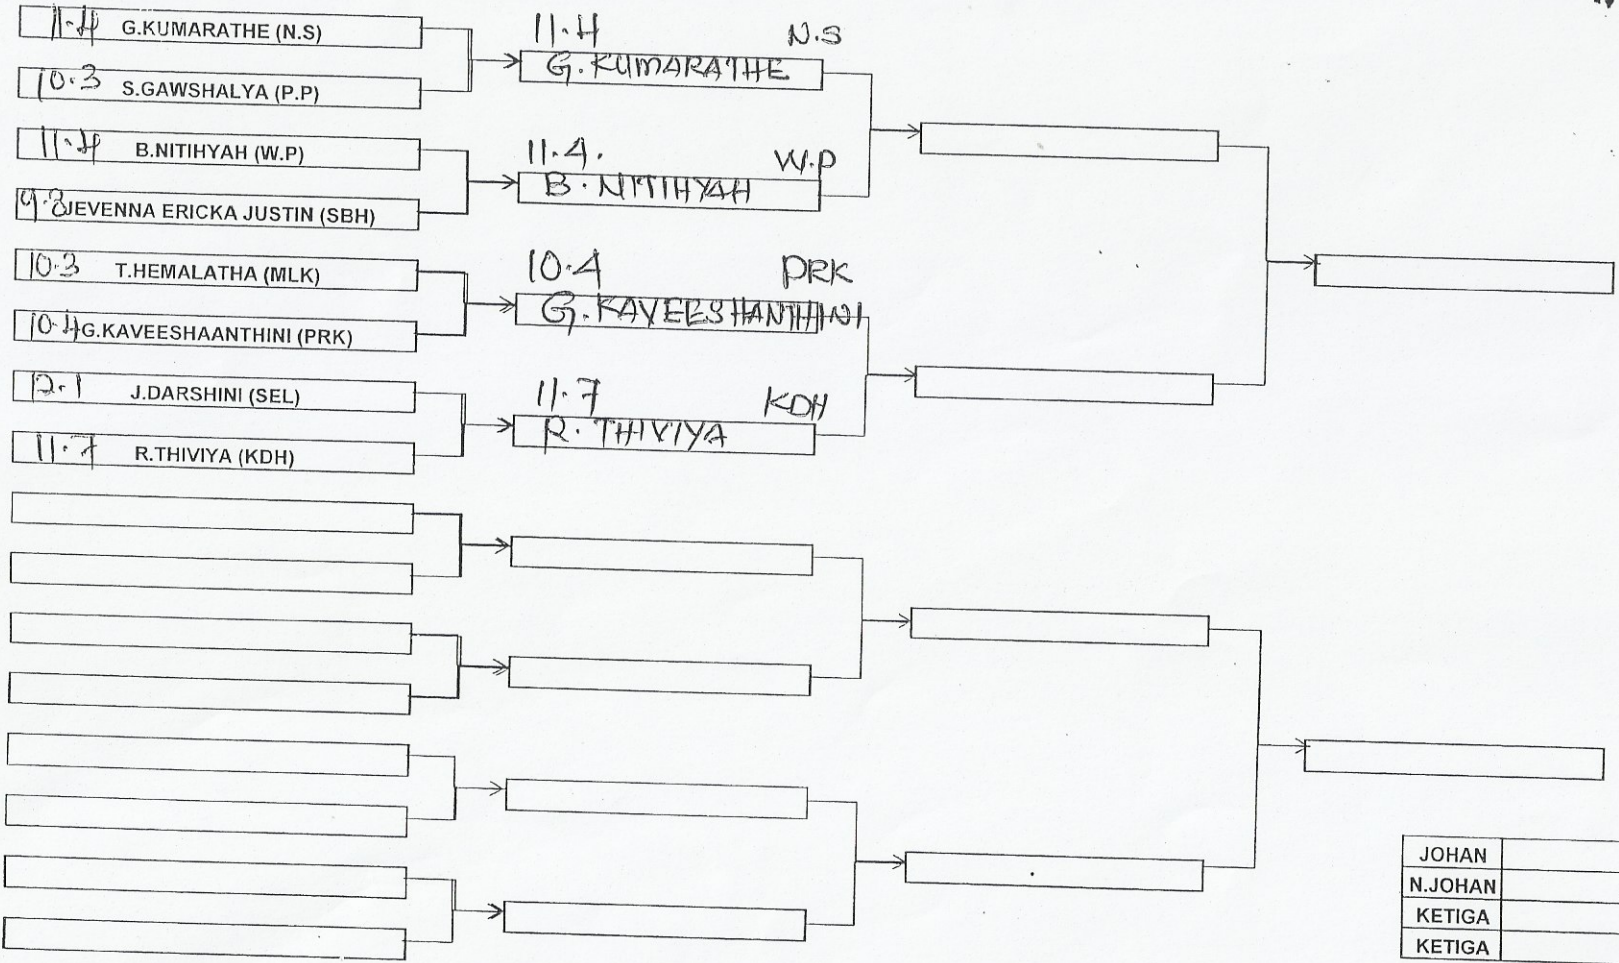 11.4 G.KUMARATHE (N.S)
10.3 S.GAWSHALYA (P.P)
11.4 B.NITIHYAH (W.P)
9.3 JEVENNA ERICKA JUSTIN (SBH)
10.3 T.HEMALATHA (MLK)
10.4 G.KAVEESHAANTHINI (PRK)
12.1 J.DARSHINI (SEL)
11.7 R.THIVIYA (KDH)
11.4 N.S
G. KUMARATHE
11.4. W.P
B. NITIHYAH
10.4 PRK
G. KAVEESHANTHINI
11.7 KDH
R. THIVIYA
JOHAN
N.JOHAN
KETIGA
KETIGA